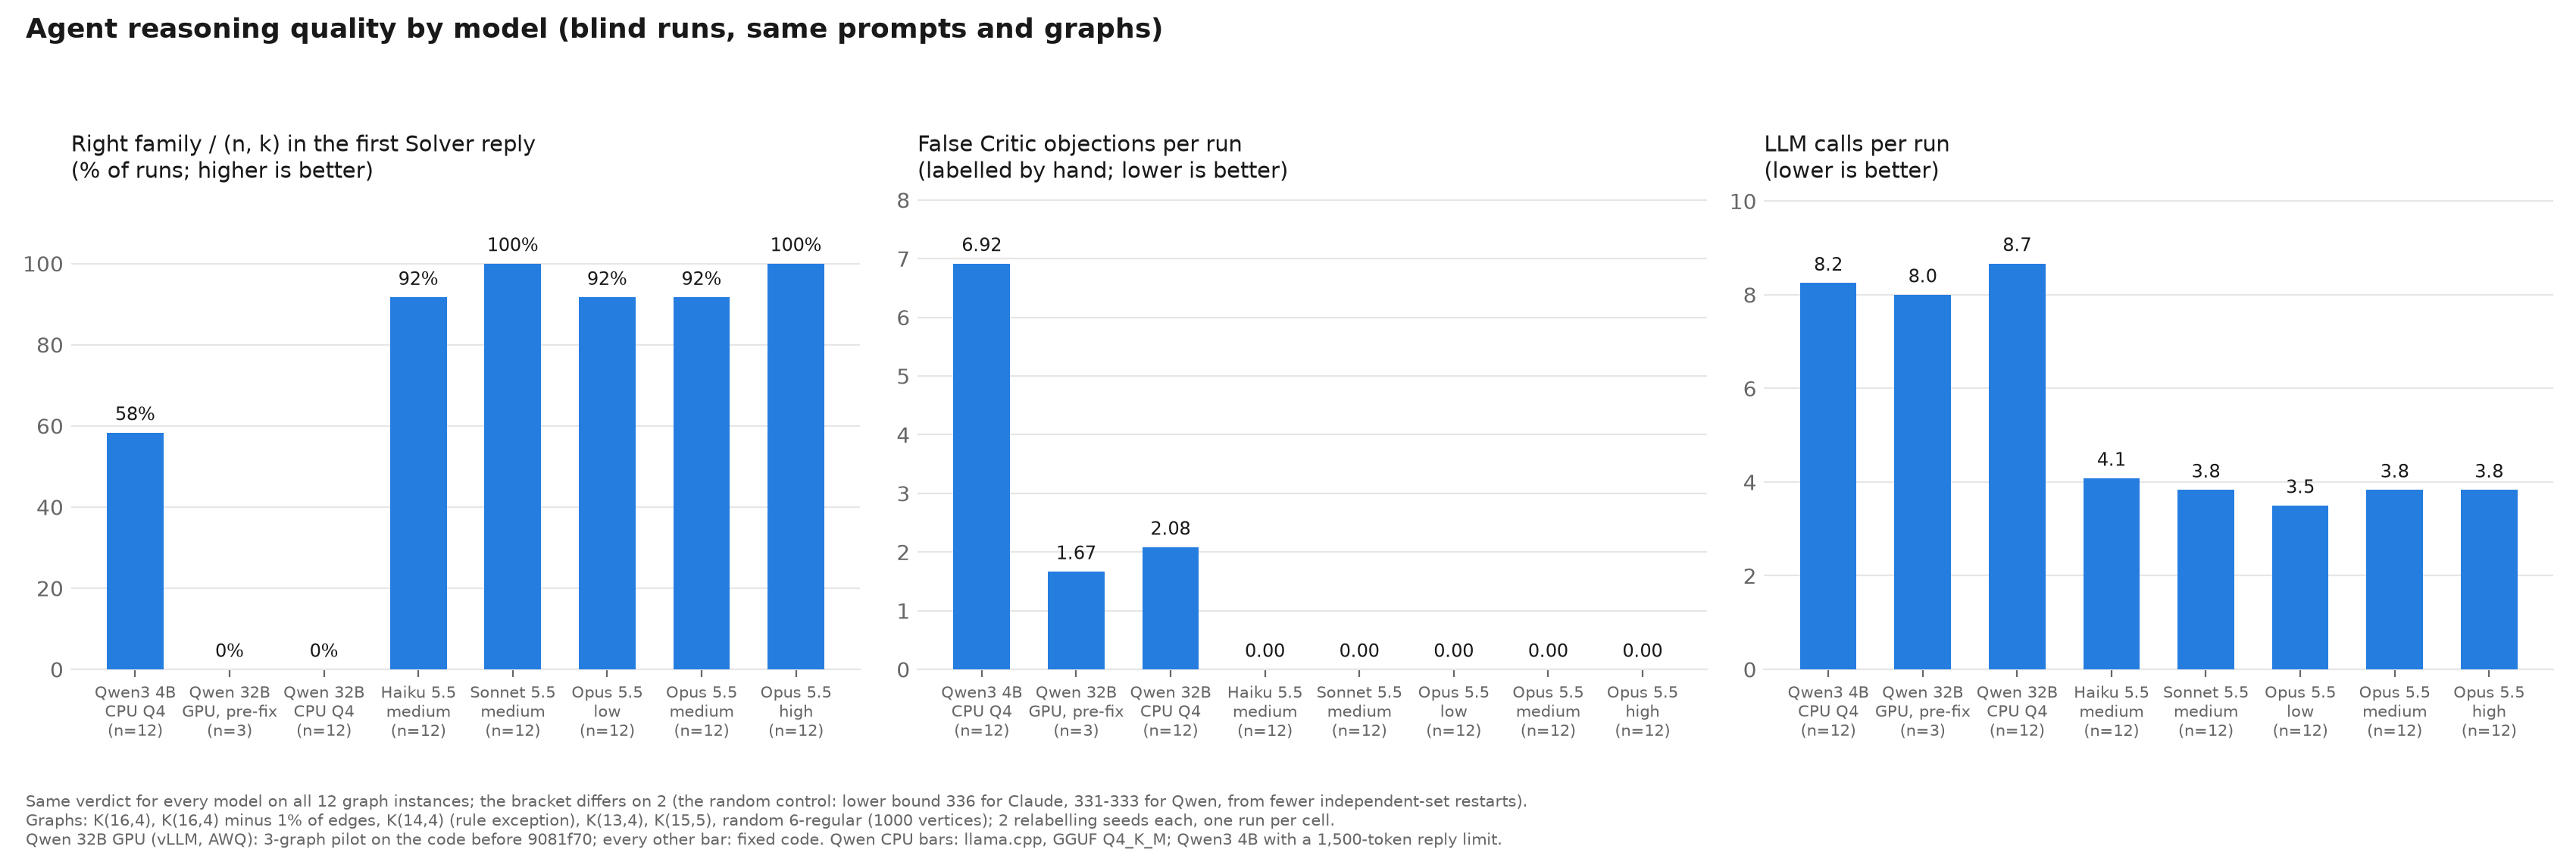 Agent reasoning quality by model (blind runs, same prompts and graphs)
Right family / (n, k) in the first Solver reply
(% of runs; higher is better)
100
80
60
40
20
0
58%
0%
0%
92%
100%
92%
92%
100%
Qwen3 4B
CPU Q4
(n=12)
Qwen 32B
GPU, pre-fix
(n=3)
Qwen 32B
CPU Q4
(n=12)
Haiku 5.5
medium
(n=12)
Sonnet 5.5
medium
(n=12)
Opus 5.5
low
(n=12)
Opus 5.5
medium
(n=12)
Opus 5.5
high
(n=12)
False Critic objections per run
(labelled by hand; lower is better)
8
7
6
5
4
3
2
1
0
6.92
1.67
2.08
0.00
0.00
0.00
0.00
0.00
Qwen3 4B
CPU Q4
(n=12)
Qwen 32B
GPU, pre-fix
(n=3)
Qwen 32B
CPU Q4
(n=12)
Haiku 5.5
medium
(n=12)
Sonnet 5.5
medium
(n=12)
Opus 5.5
low
(n=12)
Opus 5.5
medium
(n=12)
Opus 5.5
high
(n=12)
LLM calls per run
(lower is better)
10
8
6
4
2
0
8.2
8.0
8.7
4.1
3.8
3.5
3.8
3.8
Qwen3 4B
CPU Q4
(n=12)
Qwen 32B
GPU, pre-fix
(n=3)
Qwen 32B
CPU Q4
(n=12)
Haiku 5.5
medium
(n=12)
Sonnet 5.5
medium
(n=12)
Opus 5.5
low
(n=12)
Opus 5.5
medium
(n=12)
Opus 5.5
high
(n=12)
Same verdict for every model on all 12 graph instances; the bracket differs on 2 (the random control: lower bound 336 for Claude, 331-333 for Qwen, from fewer independent-set restarts).
Graphs: K(16,4), K(16,4) minus 1% of edges, K(14,4) (rule exception), K(13,4), K(15,5), random 6-regular (1000 vertices); 2 relabelling seeds each, one run per cell.
Qwen 32B GPU (vLLM, AWQ): 3-graph pilot on the code before 9081f70; every other bar: fixed code. Qwen CPU bars: llama.cpp, GGUF Q4_K_M; Qwen3 4B with a 1,500-token reply limit.